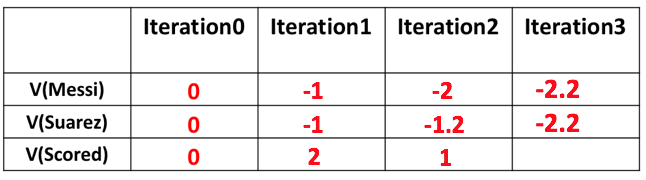 Iteration0 Iteration1 Iteration2 Iteration3
V(Messi) 0 -1 -2 -2.2
V(Suarez) 0 -1 -1.2 -2.2
V(Scored) 0 2 1